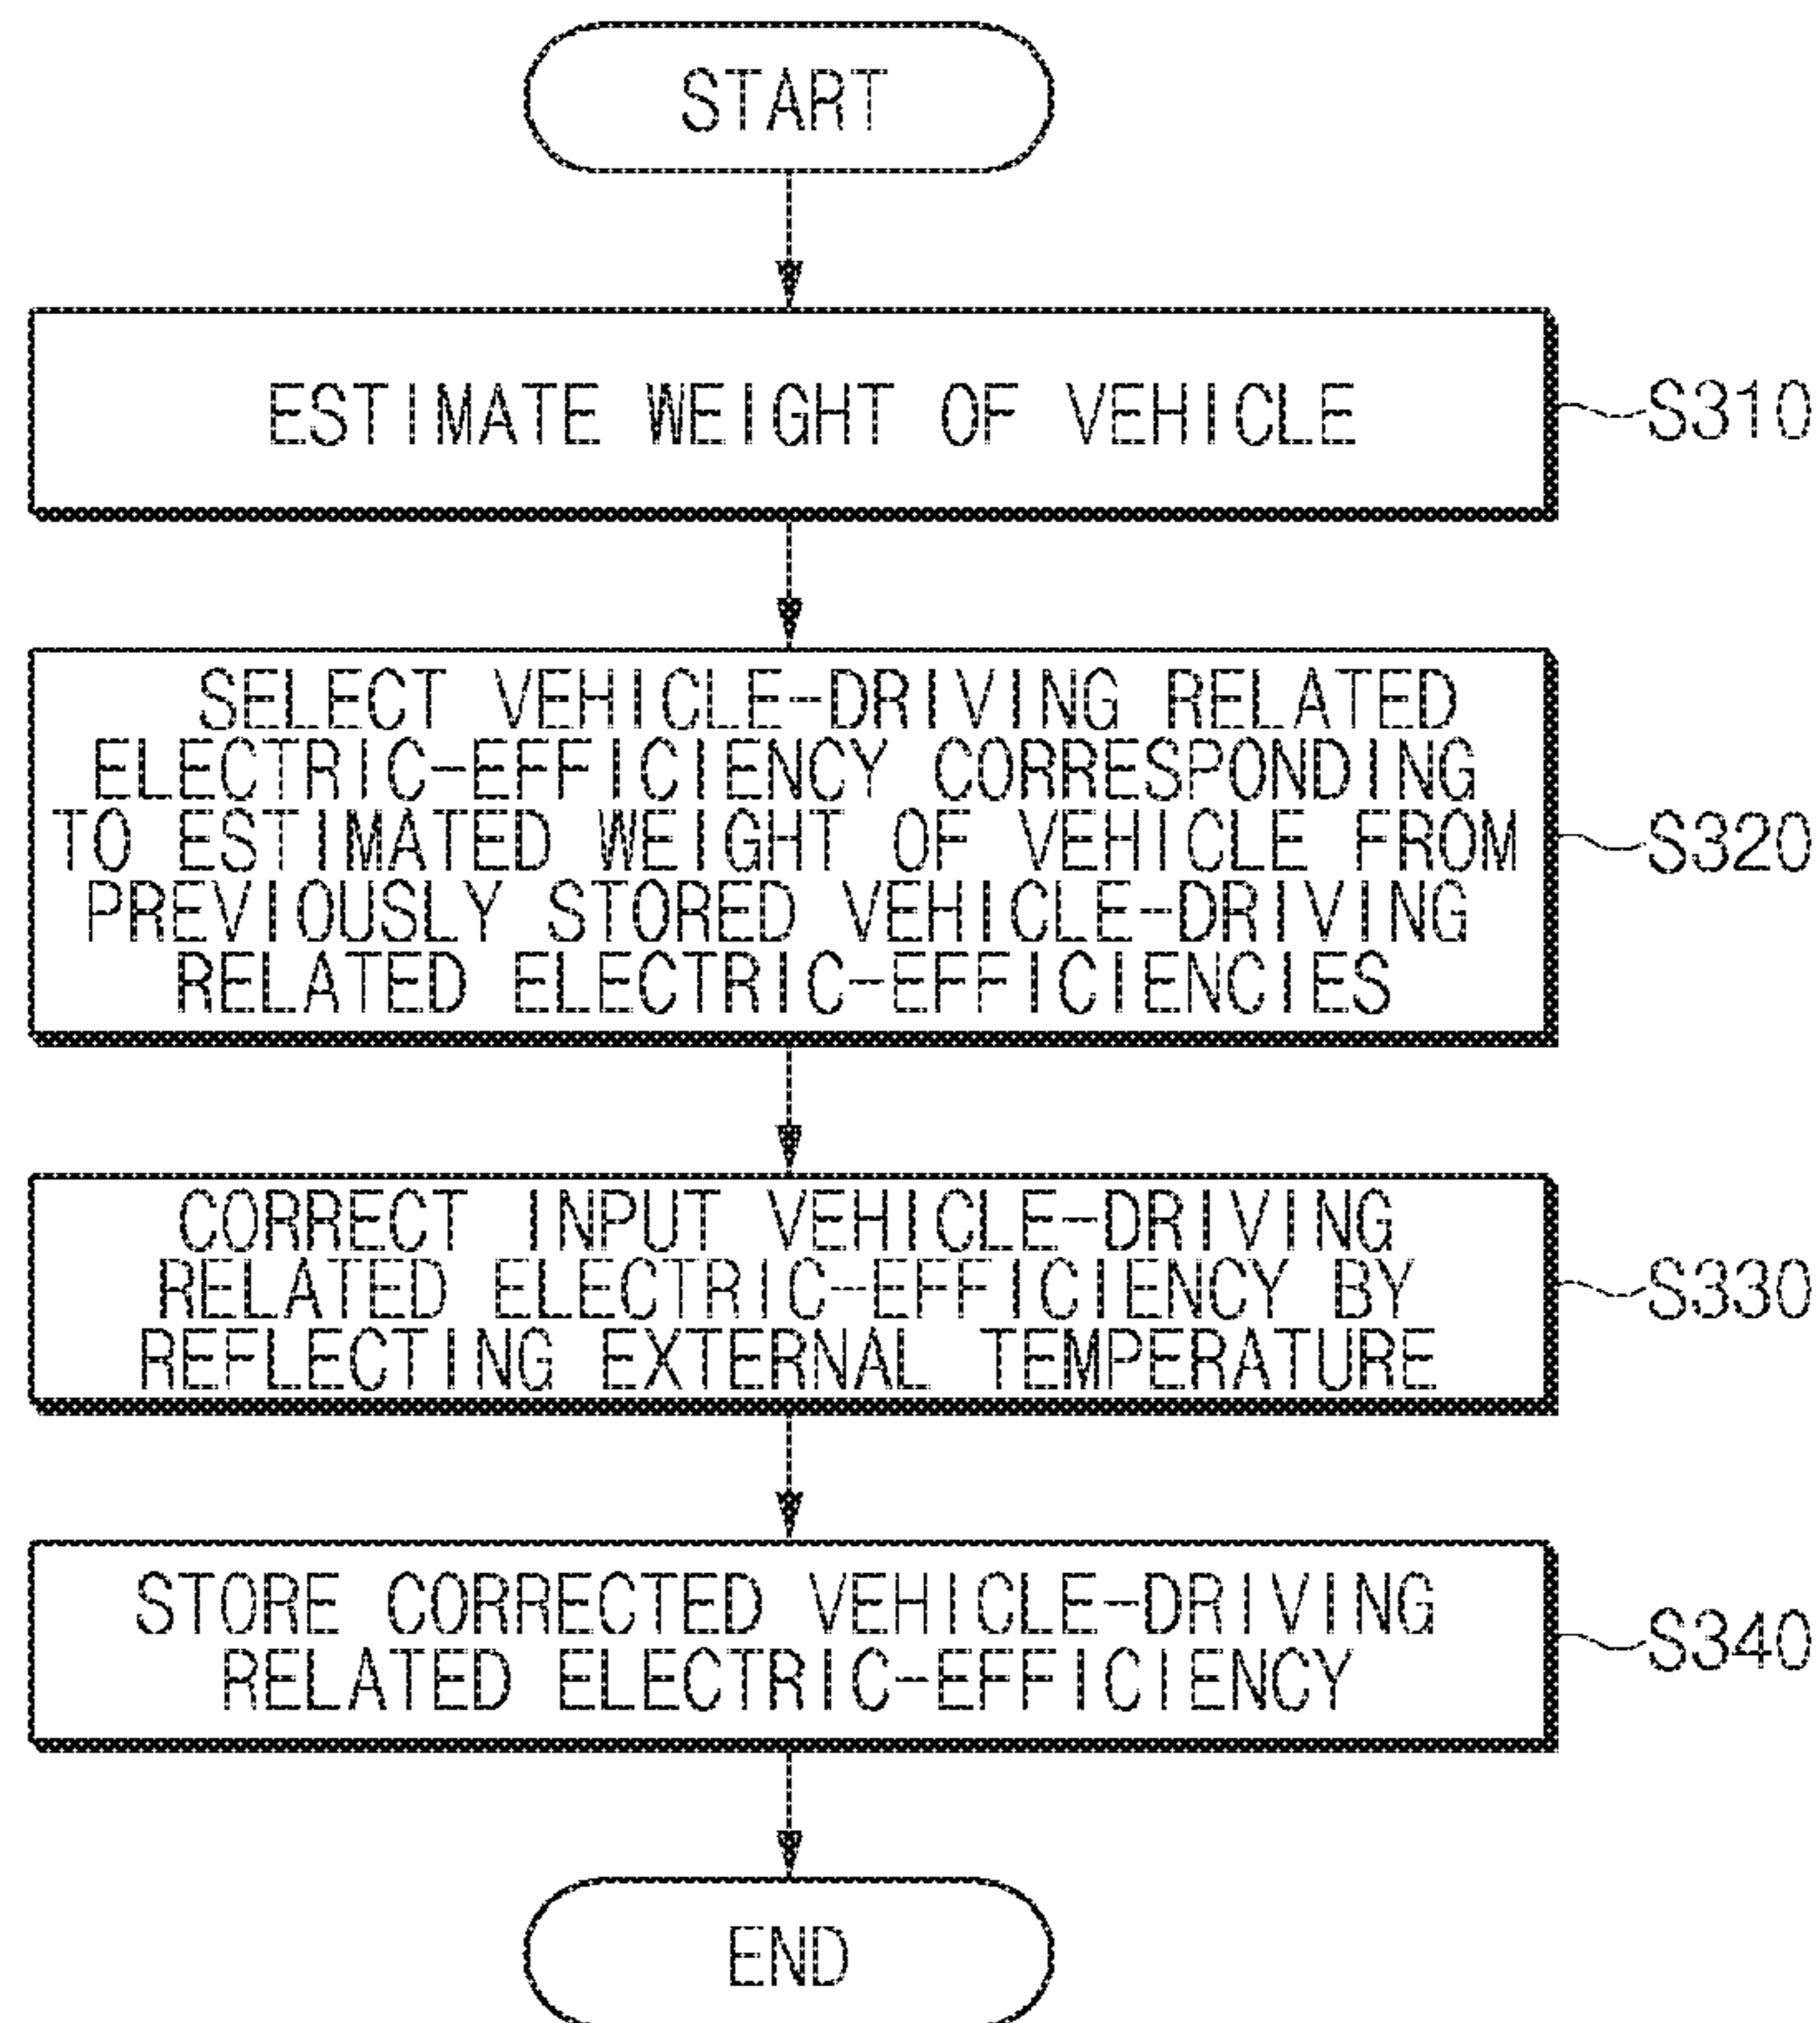 START
ESTIMATE WEIGHT OF VEHICLE
S310
SELECT VEHICLE-DRIVING RELATED
ELECTRIC-EFFICIENCY CORRESPONDING
TO ESTIMATED WEIGHT OF VEHICLE FROM
PREVIOUSLY STORED VEHICLE-DRIVING
RELATED ELECTRIC-EFFICIENCIES
S320
CORRECT INPUT VEHICLE-DRIVING
RELATED ELECTRIC-EFFICIENCY BY
REFLECTING EXTERNAL TEMPERATURE
S330
STORE CORRECTED VEHICLE-DRIVING
RELATED ELECTRIC-EFFICIENCY
S340
END